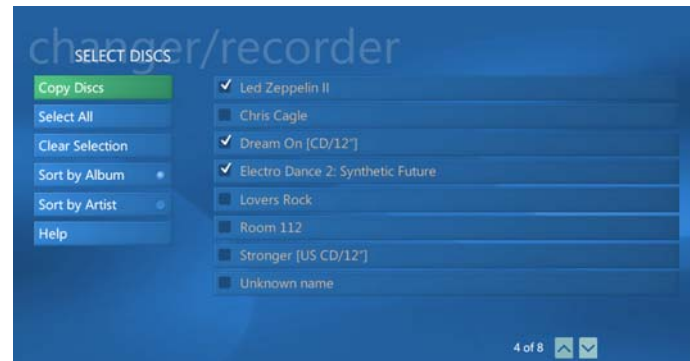 changer/recorder
SELECT DISCS
Copy Discs
Select All
Clear Selection
Sort by Album
Sort by Artist
Help
Led Zeppelin II
Chris Cagle
Dream On [CD/12"]
Electro Dance 2: Synthetic Future
Lovers Rock
Room 112
Stronger [US CD/12"]
Unknown name
4 of 8